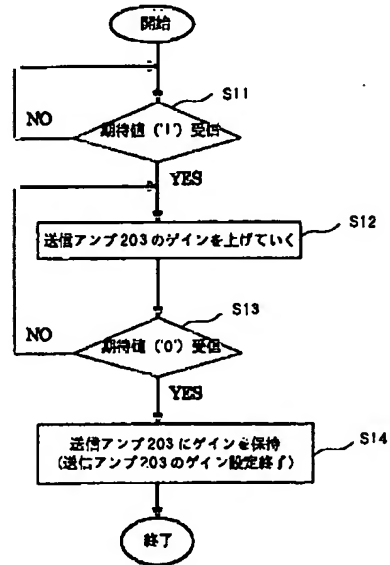 開始
S11
期待値 ('1') 受信
NO
YES
S12
送信アンプ203のゲインを上げていく
S13
期待値 ('0') 受信
NO
YES
S14
送信アンプ203にゲインを保持
(送信アンプ203のゲイン設定終了)
終了